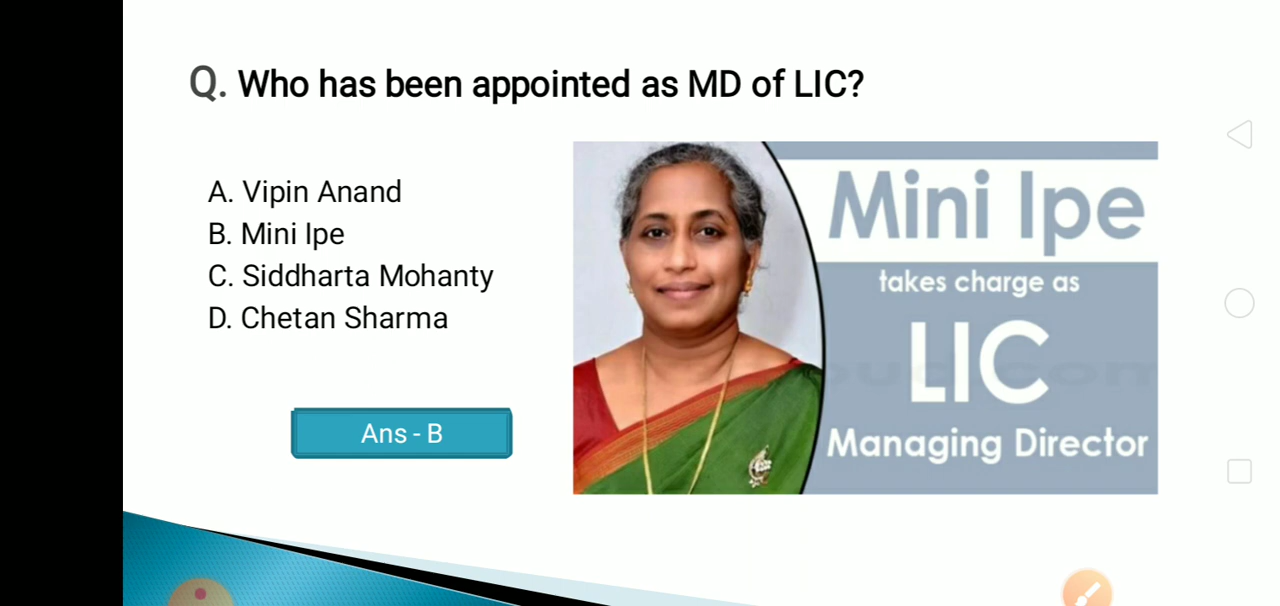 Q. Who has been appointed as MD of LIC?
A. Vipin Anand
B. Mini Ipe
C. Siddharta Mohanty
D. Chetan Sharma
Ans - B
Mini Ipe
takes charge as
LIC
Managing Director